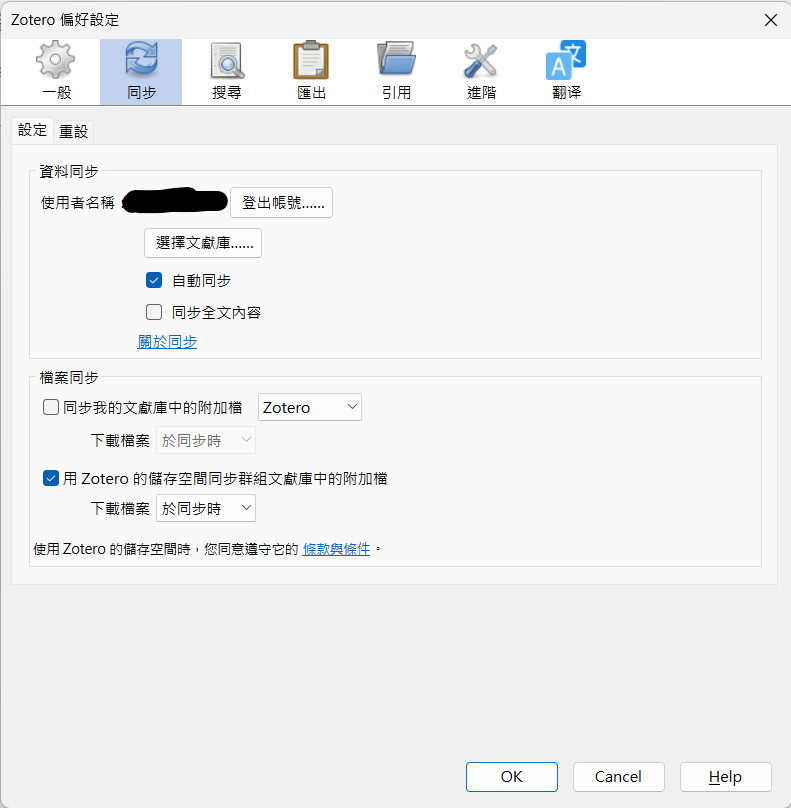 Zotero 偏好設定
一般 同步 搜尋 匯出 引用 進階 翻译
設定 重設
資料同步
使用者名稱 登出帳號......
選擇文獻庫......
自動同步
同步全文內容
關於同步
檔案同步
同步我的文獻庫中的附加檔 Zotero
下載檔案 於同步時
用 Zotero 的儲存空間同步群組文獻庫中的附加檔
下載檔案 於同步時
使用 Zotero 的儲存空間時，您同意遵守它的 條款與條件。
OK Cancel Help